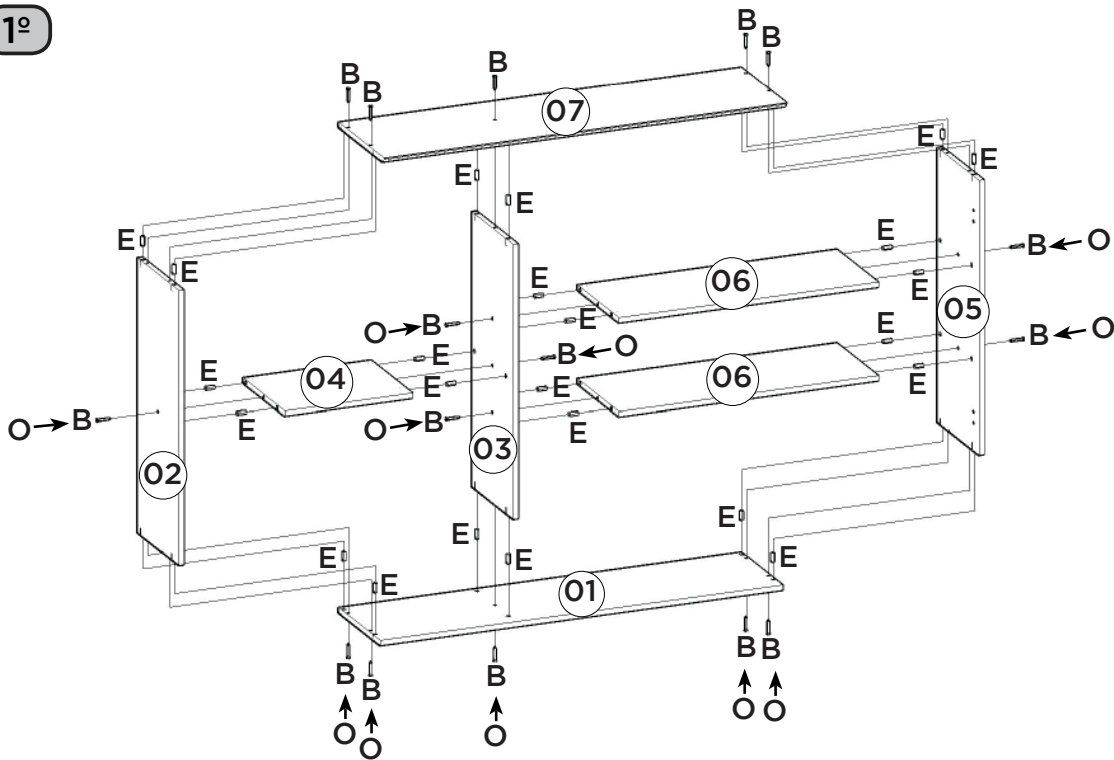 1º
B B
B B B
07
E E
E E
E E
E E B ← O
E 06 05
O → B E E
E B ← O E B ← O
E 04 E E 06
O → B E O → B E E
02 03
E E
E E E E
01
B B B B B
O O O O O